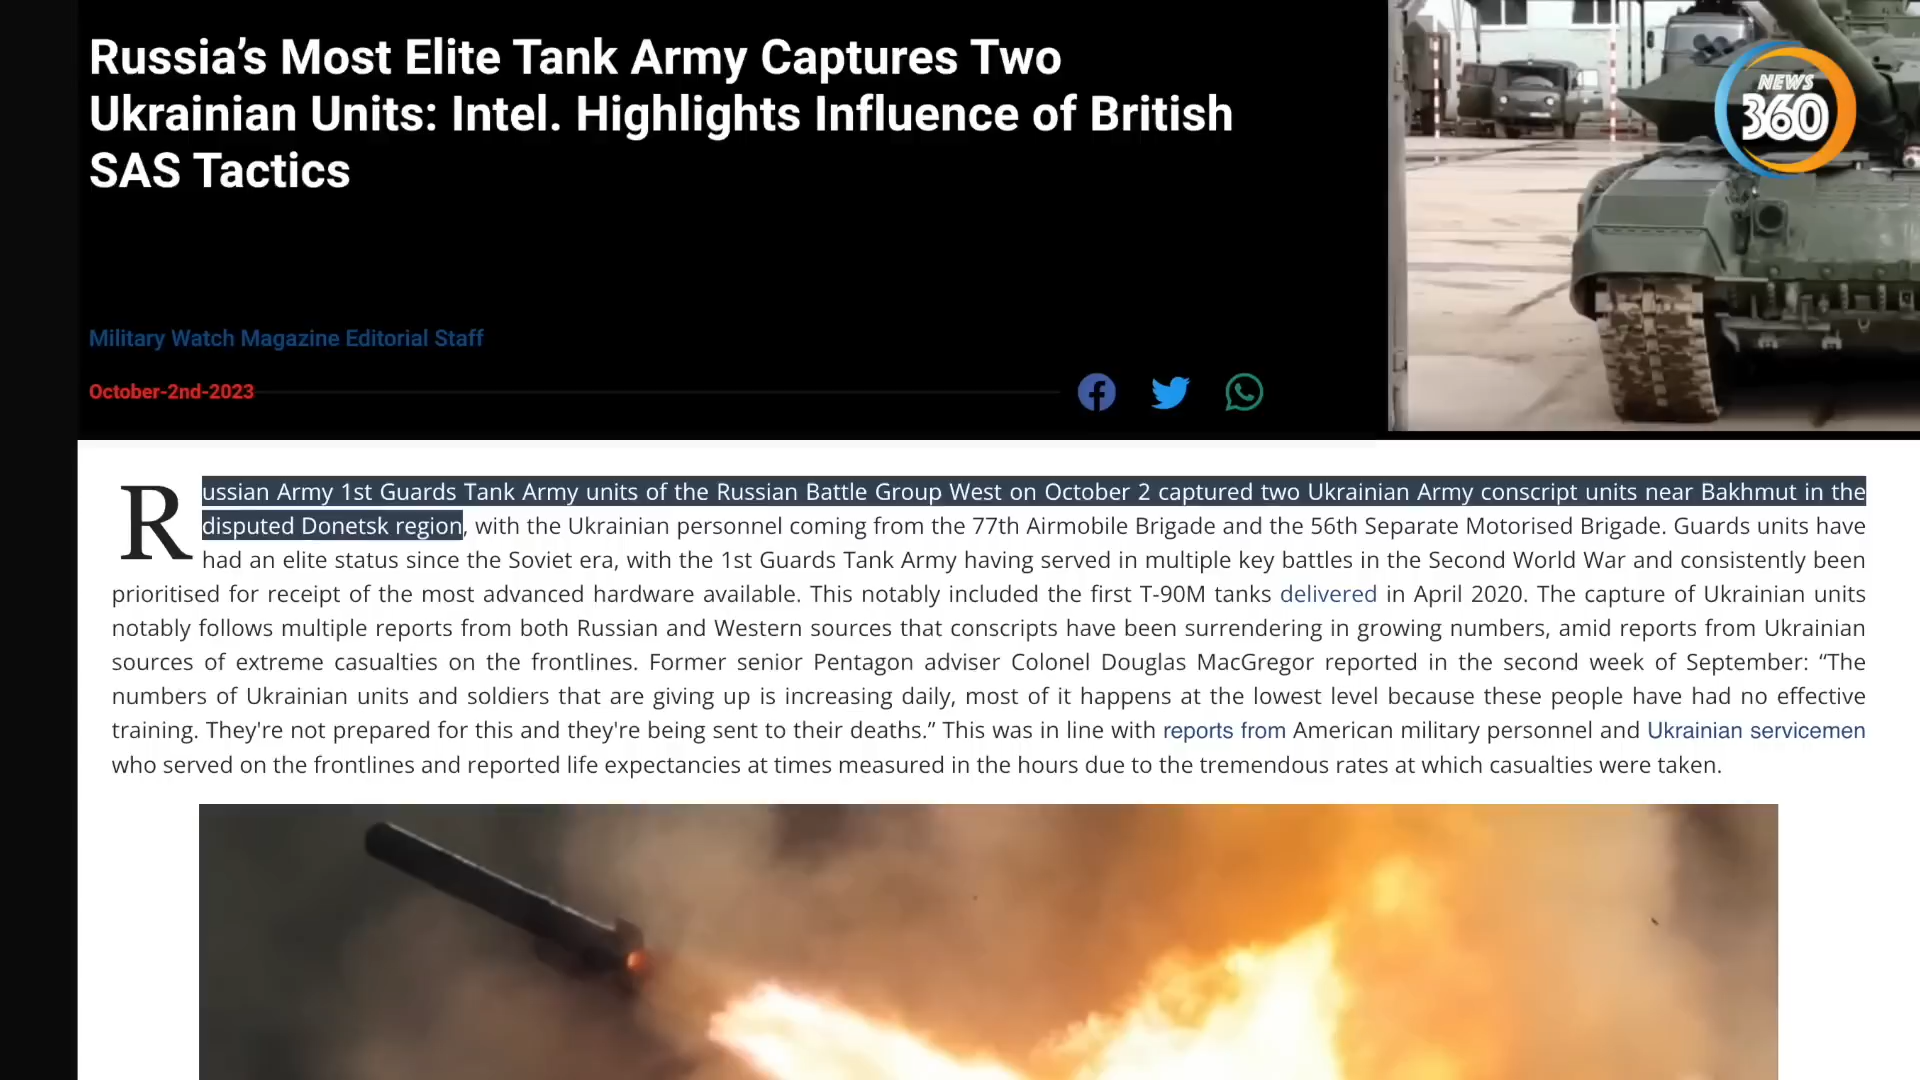 Russia’s Most Elite Tank Army Captures Two
Ukrainian Units: Intel. Highlights Influence of British
SAS Tactics
NEWS
360
Military Watch Magazine Editorial Staff
October-2nd-2023
Russian Army 1st Guards Tank Army units of the Russian Battle Group West on October 2 captured two Ukrainian Army conscript units near Bakhmut in the
disputed Donetsk region, with the Ukrainian personnel coming from the 77th Airmobile Brigade and the 56th Separate Motorised Brigade. Guards units have
had an elite status since the Soviet era, with the 1st Guards Tank Army having served in multiple key battles in the Second World War and consistently been
prioritised for receipt of the most advanced hardware available. This notably included the first T-90M tanks delivered in April 2020. The capture of Ukrainian units
notably follows multiple reports from both Russian and Western sources that conscripts have been surrendering in growing numbers, amid reports from Ukrainian
sources of extreme casualties on the frontlines. Former senior Pentagon adviser Colonel Douglas MacGregor reported in the second week of September: “The
numbers of Ukrainian units and soldiers that are giving up is increasing daily, most of it happens at the lowest level because these people have had no effective
training. They're not prepared for this and they're being sent to their deaths.” This was in line with reports from American military personnel and Ukrainian servicemen
who served on the frontlines and reported life expectancies at times measured in the hours due to the tremendous rates at which casualties were taken.